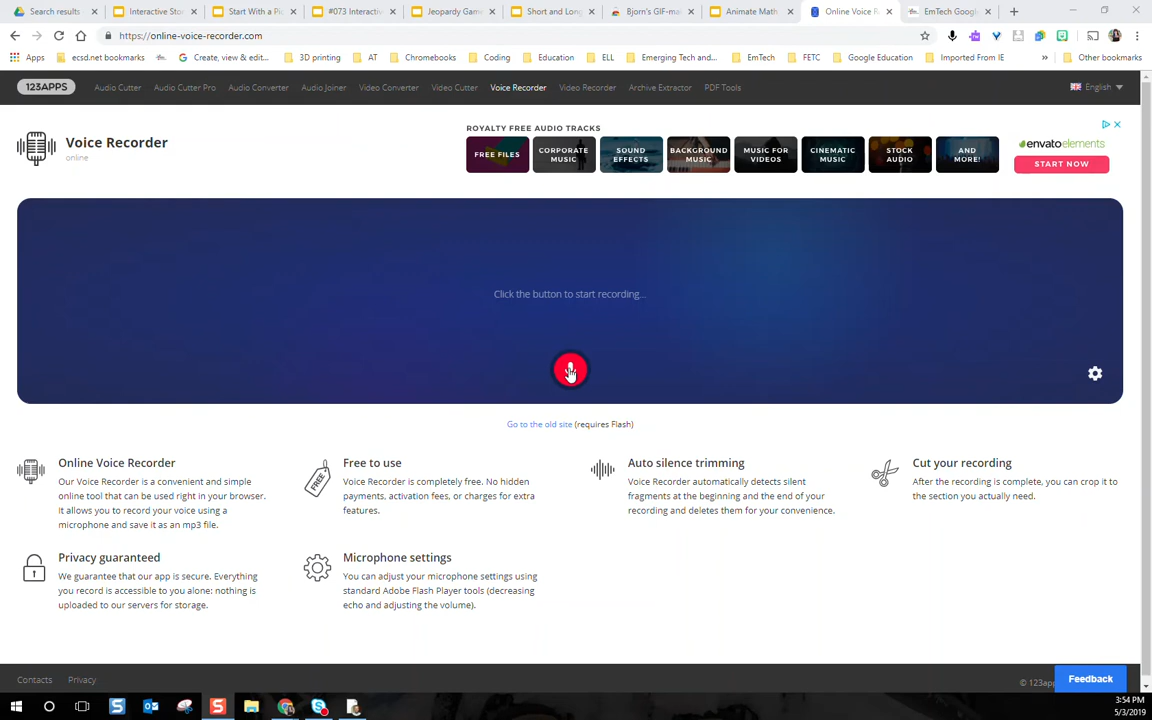 Search results
Interactive Sto
Start With a Pi
#073 Interactiv
Jeopardy Game
Short and Long
Bjorn's GIF-ma
Animate Math
Online Voice R
EmTech Googl
https://online-voice-recorder.com
Apps
ecsd.net bookmarks
Create, view & edit...
3D printing
AT
Chromebooks
Coding
Education
ELL
Emerging Tech and...
EmTech
FETC
Google Education
Imported From IE
»
Other bookmarks
123APPS
Audio Cutter
Audio Cutter Pro
Audio Converter
Audio Joiner
Video Converter
Video Cutter
Voice Recorder
Video Recorder
Archive Extractor
PDF Tools
English
Voice Recorder
online
ROYALTY FREE AUDIO TRACKS
FREE FILES
CORPORATE
MUSIC
SOUND
EFFECTS
BACKGROUND
MUSIC
MUSIC FOR
VIDEOS
CINEMATIC
MUSIC
STOCK
AUDIO
AND
MORE!
envatoelements
START NOW
Click the button to start recording...
Go to the old site (requires Flash)
Online Voice Recorder
Our Voice Recorder is a convenient and simple
online tool that can be used right in your browser.
It allows you to record your voice using a
microphone and save it as an mp3 file.
Free to use
Voice Recorder is completely free. No hidden
payments, activation fees, or charges for extra
features.
FREE
Auto silence trimming
Voice Recorder automatically detects silent
fragments at the beginning and the end of your
recording and deletes them for your convenience.
Cut your recording
After the recording is complete, you can crop it to
the section you actually need.
Privacy guaranteed
We guarantee that our app is secure. Everything
you record is accessible to you alone: nothing is
uploaded to our servers for storage.
Microphone settings
You can adjust your microphone settings using
standard Adobe Flash Player tools (decreasing
echo and adjusting the volume).
Contacts
Privacy
© 123ap
Feedback
3:54 PM
5/3/2019